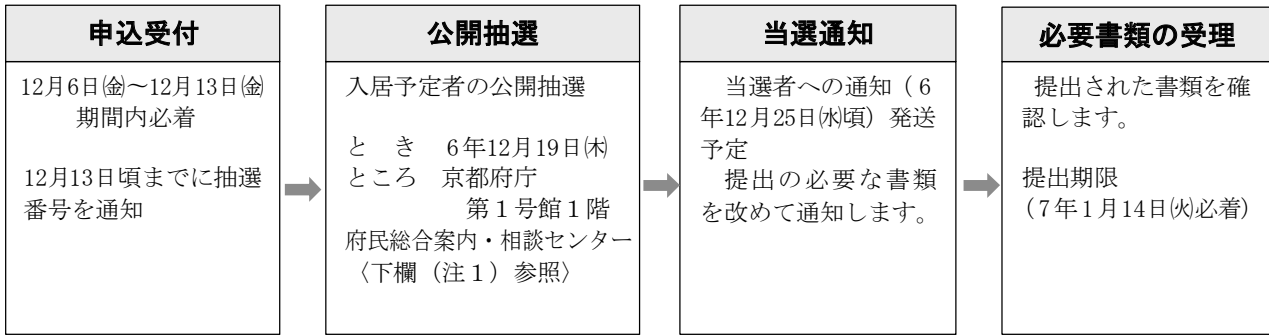 申込受付
12月6日㈮～12月13日㈮
期間内必着
12月13日頃までに抽選
番号を通知
公開抽選
入居予定者の公開抽選
と　き　６年12月19日㈭
ところ　京都府庁
第１号館１階
府民総合案内・相談センター
〈下欄（注１）参照〉
当選通知
当選者への通知（６
年12月25日㈬頃）発送
予定
提出の必要な書類
を改めて通知します。
必要書類の受理
提出された書類を確
認します。
提出期限
（７年１月14日㈫必着）